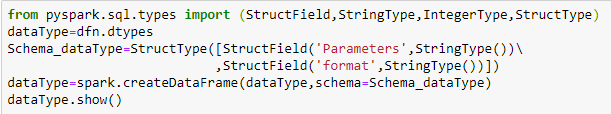 from pyspark.sql.types import (StructField,StringType,IntegerType,StructType)
dataType=dfn.dtypes
Schema_dataType=StructType([StructField('Parameters',StringType())\
,StructField('format',StringType())])
dataType=spark.createDataFrame(dataType,schema=Schema_dataType)
dataType.show()